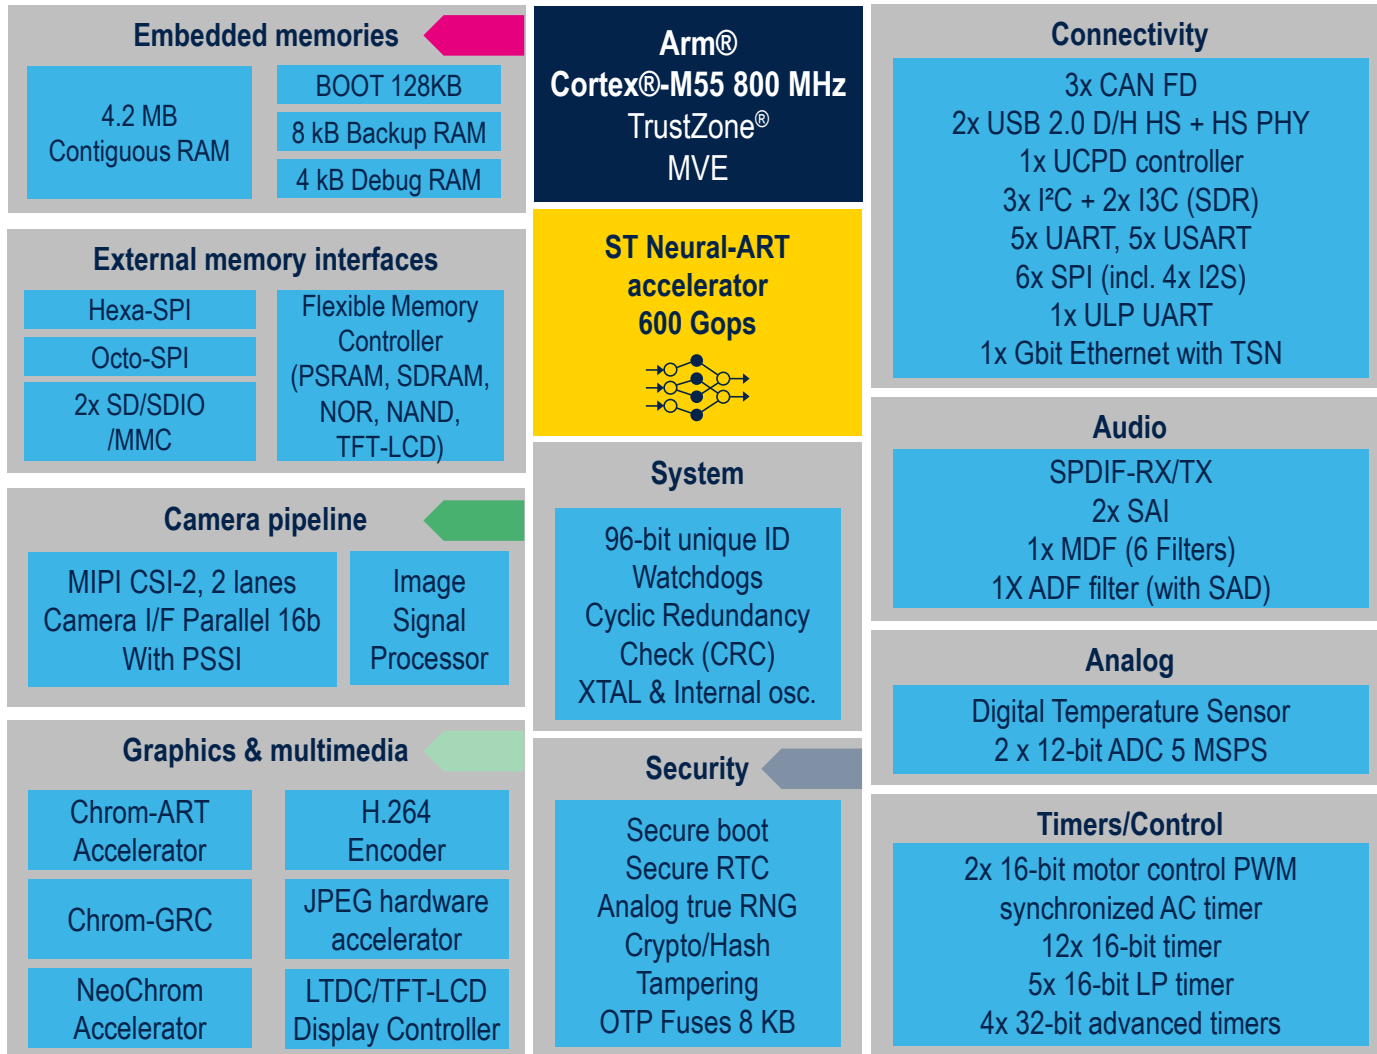 Embedded memories
4.2 MB
Contiguous RAM
BOOT 128KB
8 kB Backup RAM
4 kB Debug RAM
External memory interfaces
Hexa-SPI
Octo-SPI
2x SD/SDIO
/MMC
Flexible Memory
Controller
(PSRAM, SDRAM,
NOR, NAND,
TFT-LCD)
Camera pipeline
MIPI CSI-2, 2 lanes
Camera I/F Parallel 16b
With PSSI
Image
Signal
Processor
Graphics & multimedia
Chrom-ART
Accelerator
H.264
Encoder
Chrom-GRC
JPEG hardware
accelerator
NeoChrom
Accelerator
LTDC/TFT-LCD
Display Controller
Arm®
Cortex®-M55 800 MHz
TrustZone®
MVE
ST Neural-ART
accelerator
600 Gops
System
96-bit unique ID
Watchdogs
Cyclic Redundancy
Check (CRC)
XTAL & Internal osc.
Security
Secure boot
Secure RTC
Analog true RNG
Crypto/Hash
Tampering
OTP Fuses 8 KB
Connectivity
3x CAN FD
2x USB 2.0 D/H HS + HS PHY
1x UCPD controller
3x I²C + 2x I3C (SDR)
5x UART, 5x USART
6x SPI (incl. 4x I2S)
1x ULP UART
1x Gbit Ethernet with TSN
Audio
SPDIF-RX/TX
2x SAI
1x MDF (6 Filters)
1X ADF filter (with SAD)
Analog
Digital Temperature Sensor
2 x 12-bit ADC 5 MSPS
Timers/Control
2x 16-bit motor control PWM
synchronized AC timer
12x 16-bit timer
5x 16-bit LP timer
4x 32-bit advanced timers